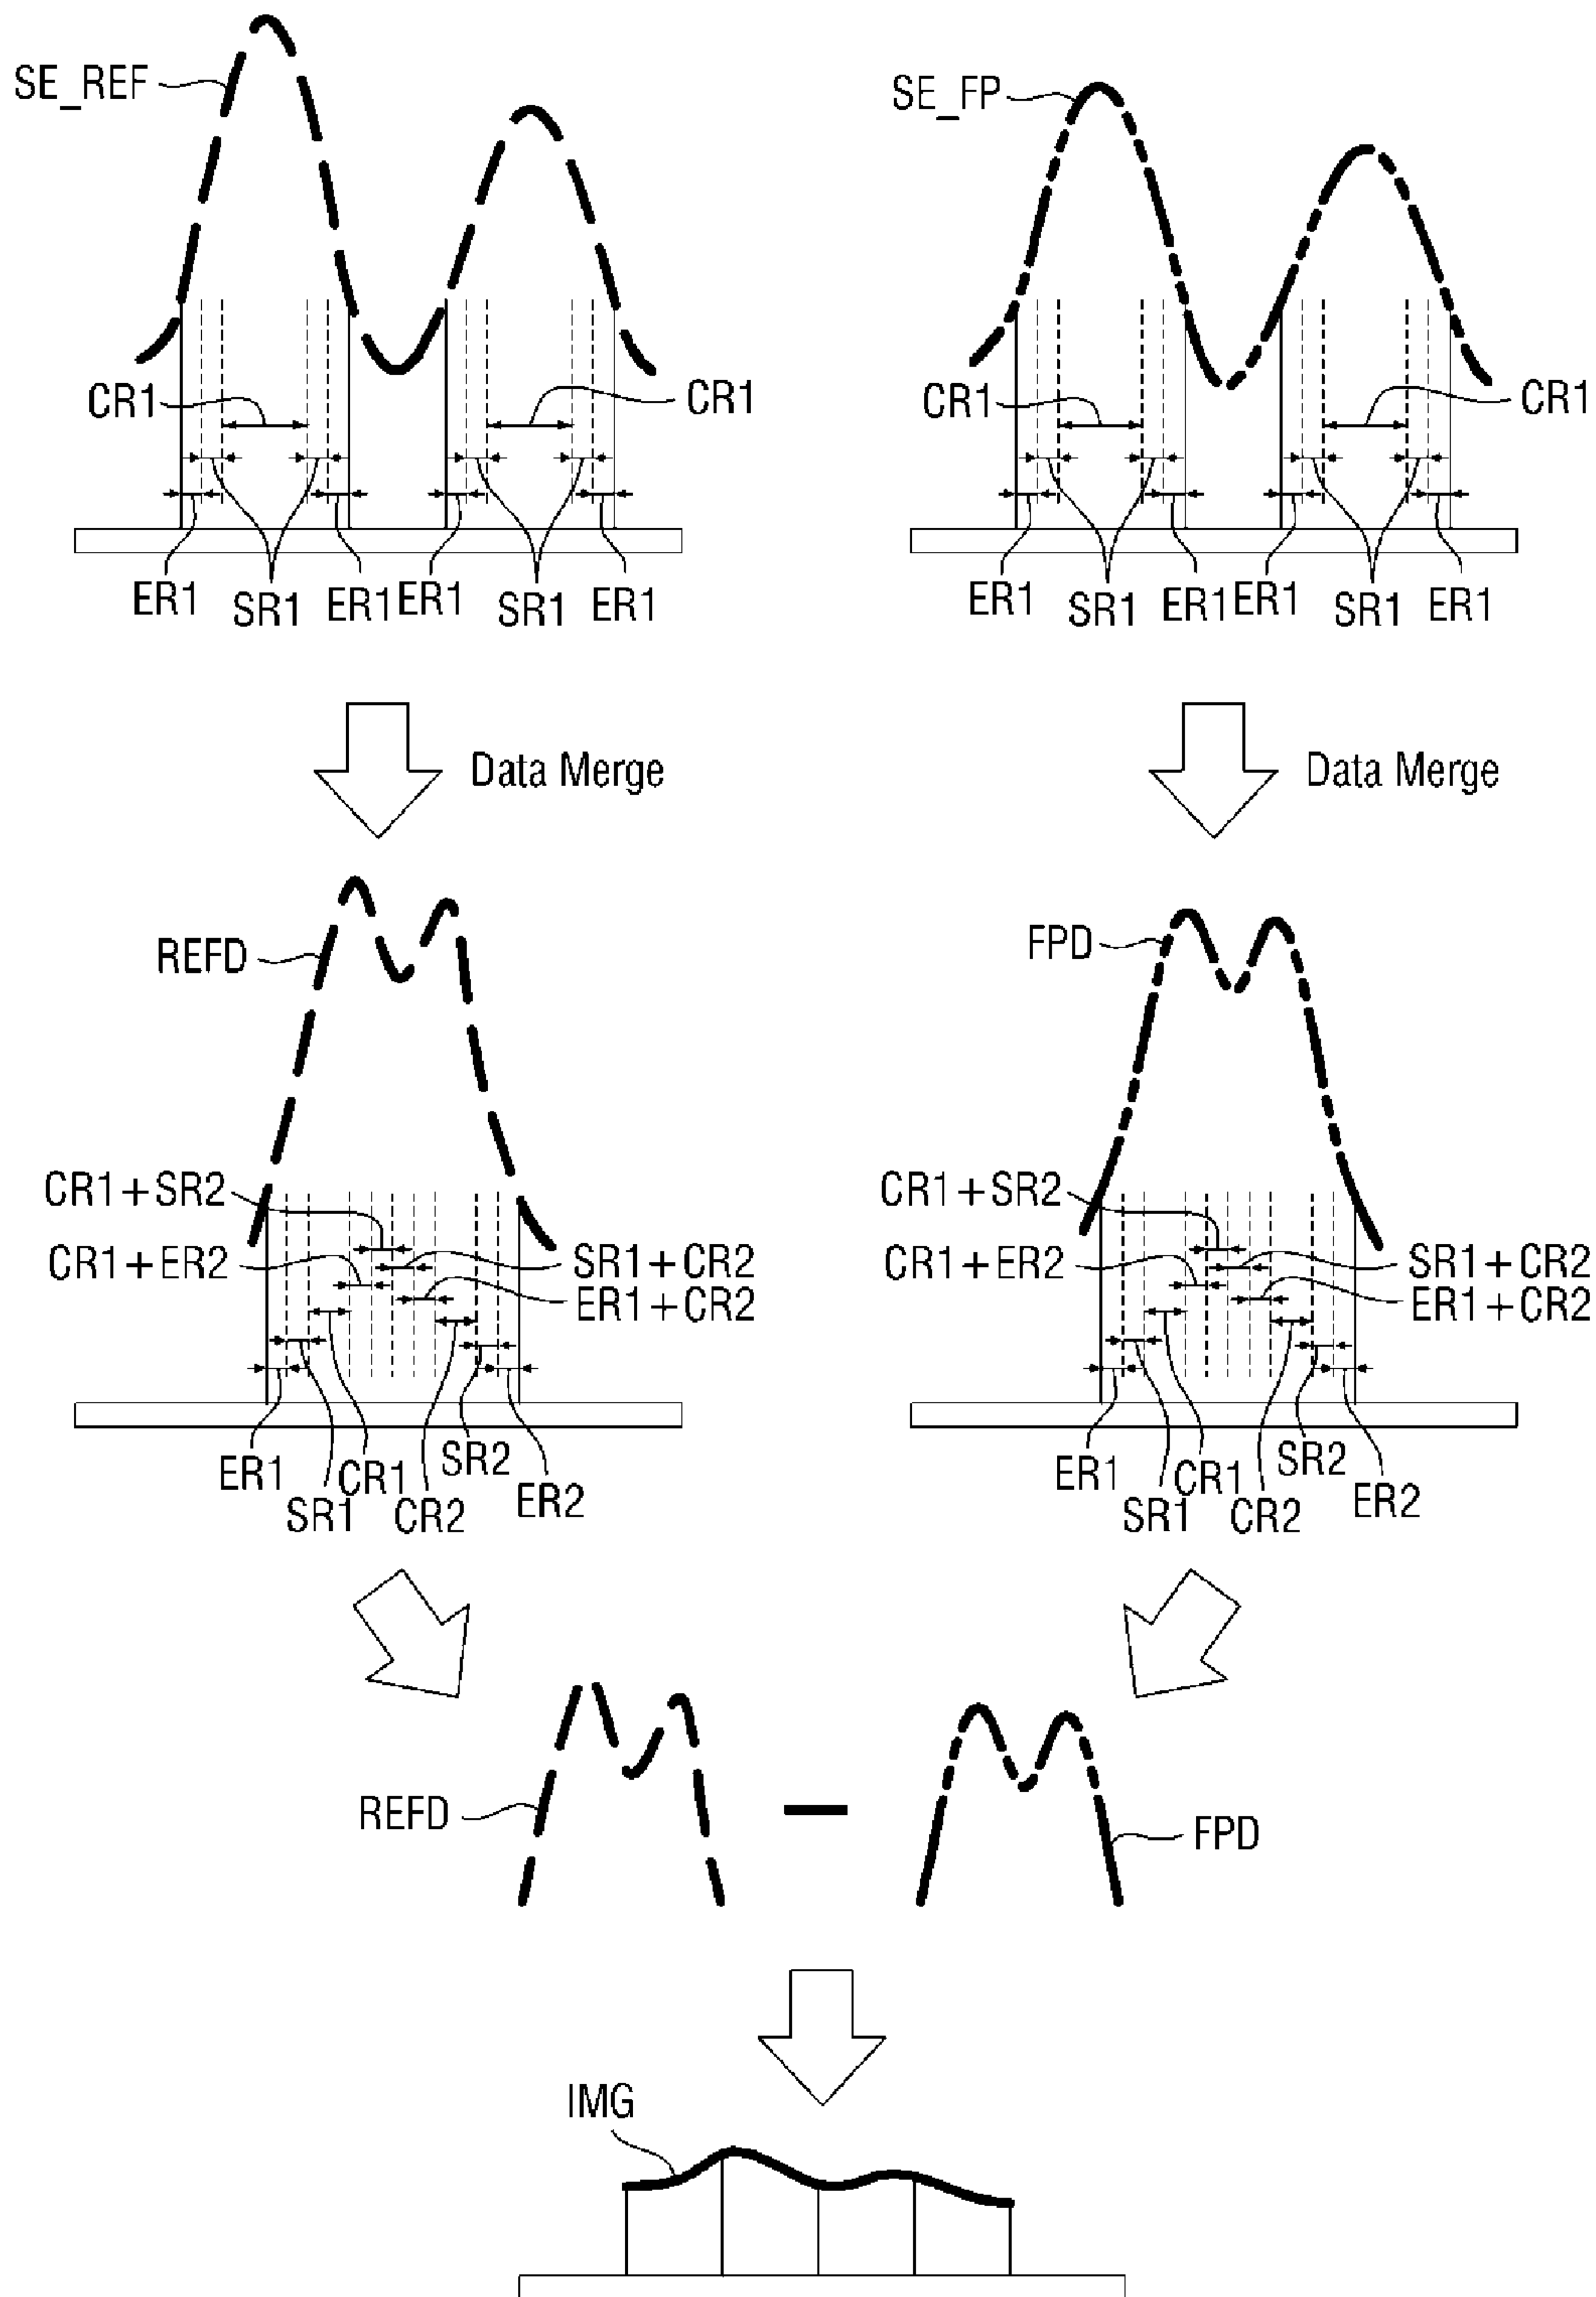 SE_REF
SE_FP
CR1
CR1
CR1
CR1
ER1
SR1
ER1
ER1
SR1
ER1
ER1
SR1
ER1
ER1
SR1
ER1
Data Merge
Data Merge
REFD
FPD
CR1+SR2
CR1+ER2
SR1+CR2
ER1+CR2
CR1+SR2
CR1+ER2
SR1+CR2
ER1+CR2
ER1
SR1
CR1
CR2
SR2
ER2
ER1
SR1
CR1
CR2
SR2
ER2
REFD
FPD
IMG